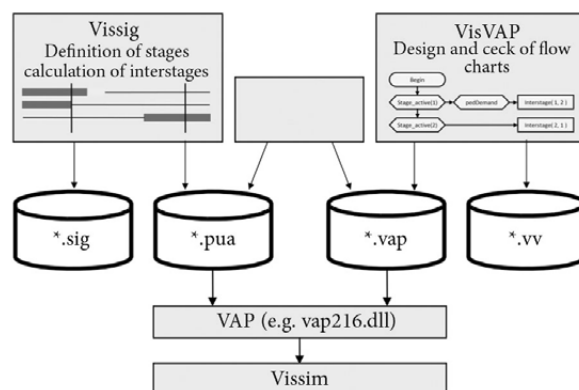 Vissig
Definition of stages
calculation of interstages
VisVAP
Design and ceck of flow
charts
Begin
Stage_active(1)
pedDemand
Interstage(1, 2)
Stage_active(2)
Interstage(2, 1)
*.sig
*.pua
*.vap
*.vv
VAP (e.g. vap216.dll)
Vissim